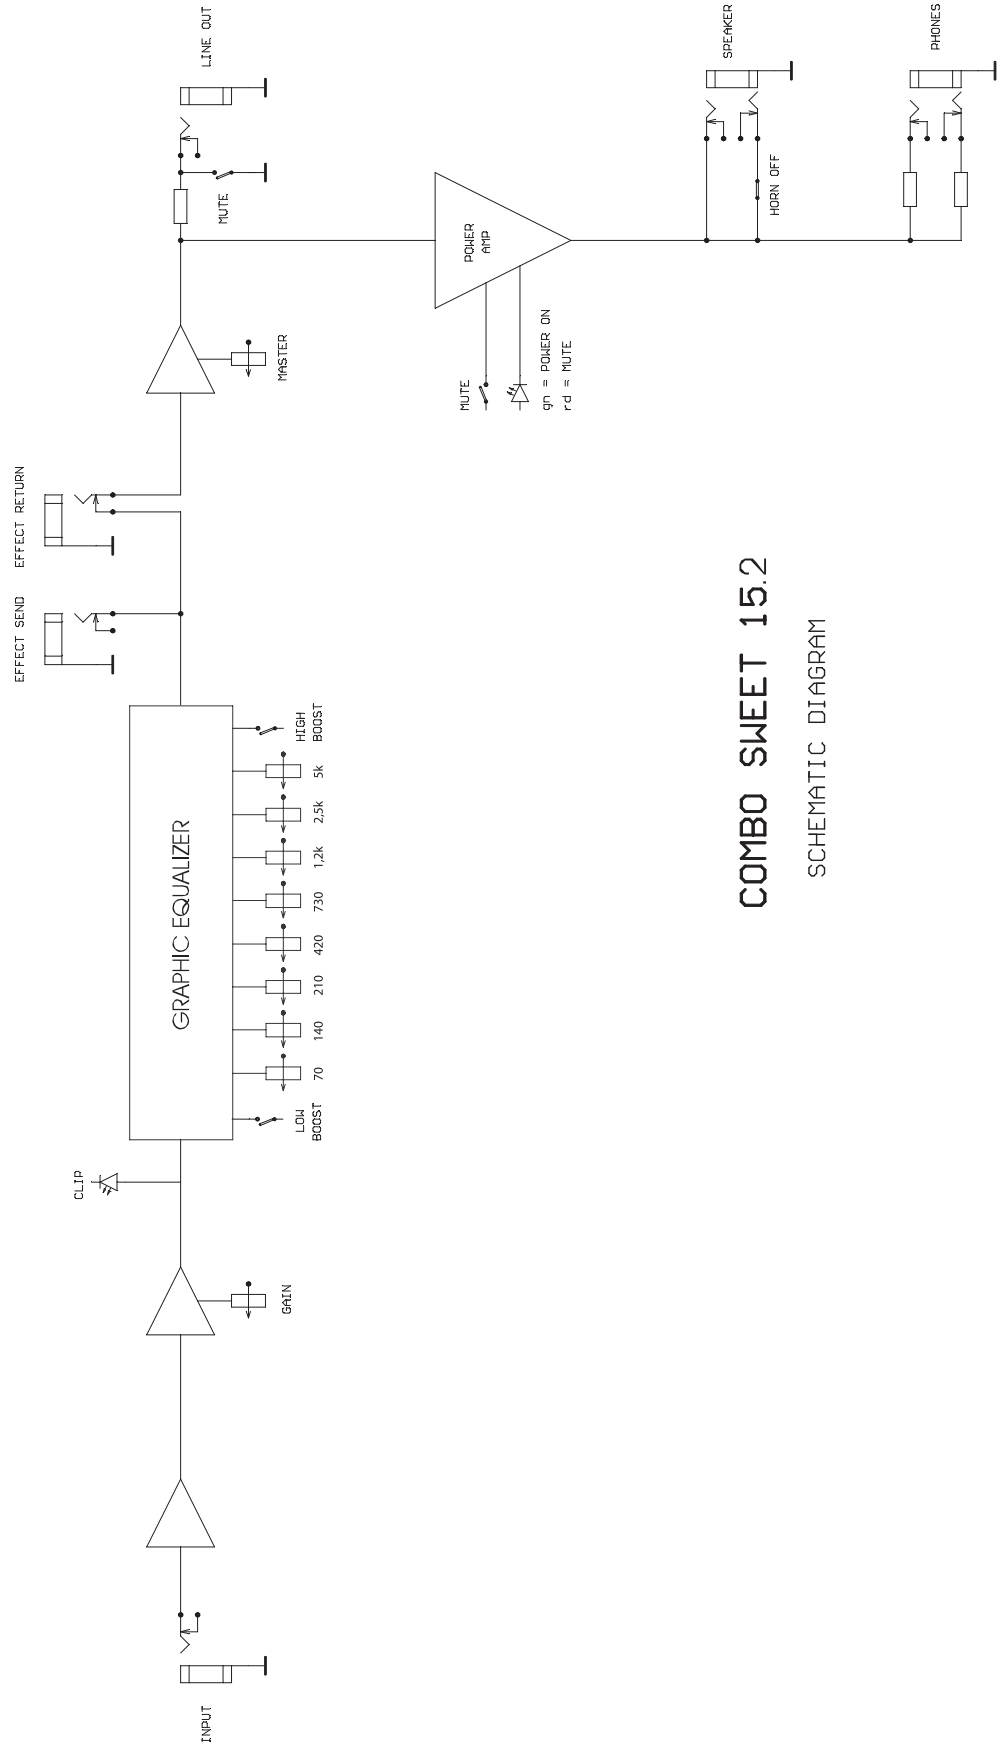 INPUT
GAIN
CLIP
GRAPHIC EQUALIZER
LOW
BOOST
70
140
210
420
730
1,2k
2,5k
5k
HIGH
BOOST
EFFECT SEND
EFFECT RETURN
MASTER
MUTE
LINE OUT
POWER
AMP
MUTE
gn = POWER ON
rd = MUTE
HORN OFF
SPEAKER
PHONES
COMBO SWEET 15.2
SCHEMATIC DIAGRAM